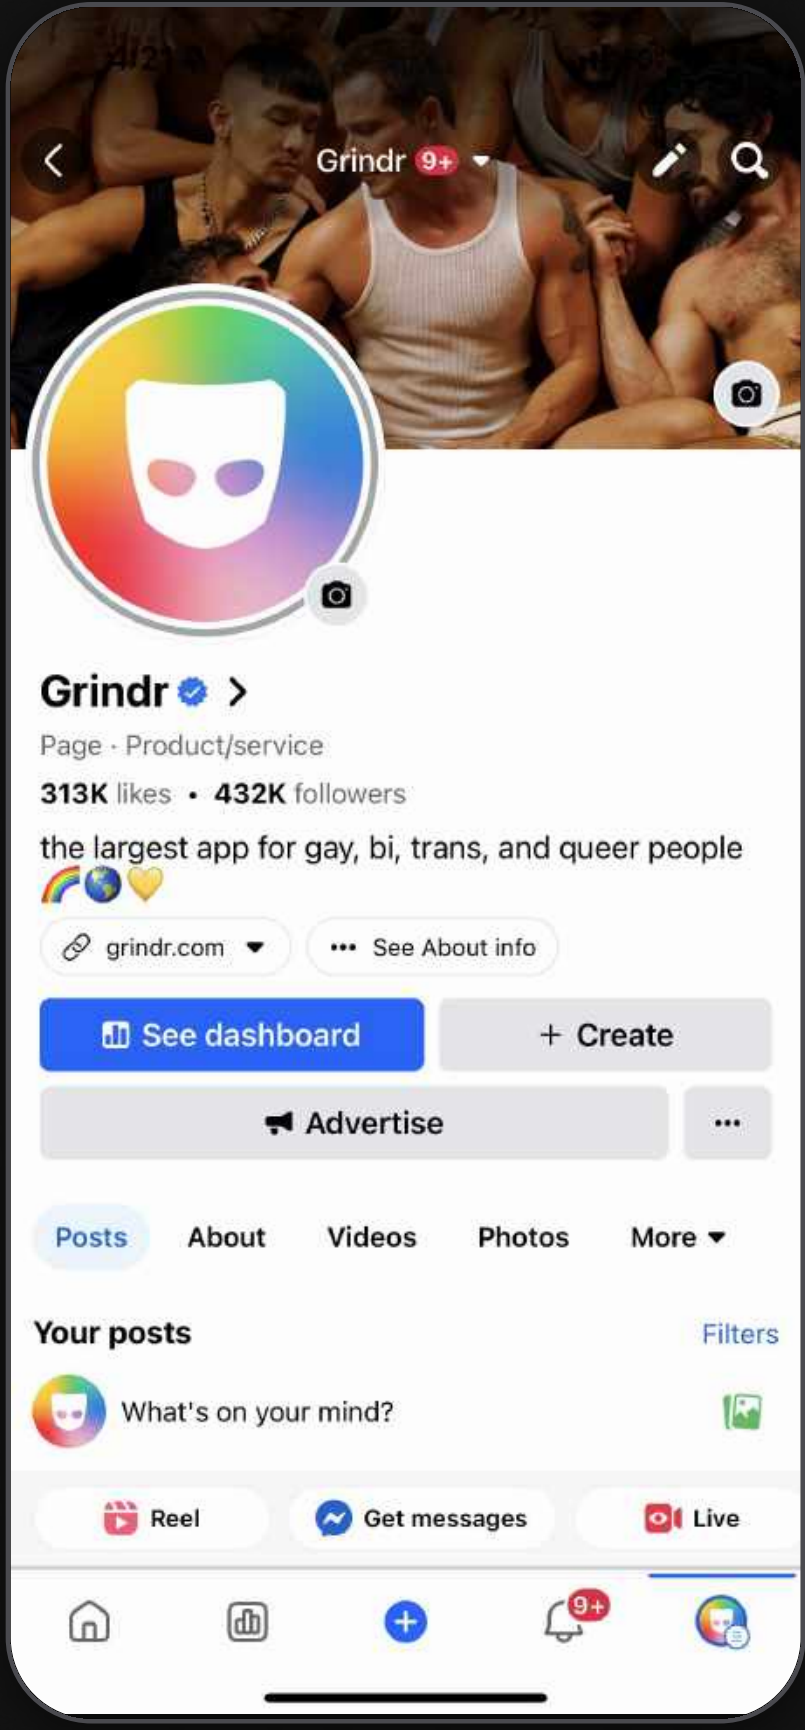 Grindr 9+
Grindr
Page · Product/service
313K likes • 432K followers
the largest app for gay, bi, trans, and queer people
🌈🌎💛
grindr.com
••• See About info
See dashboard
+ Create
Advertise
•••
Posts About Videos Photos More
Your posts
Filters
What's on your mind?
Reel Get messages Live
9+